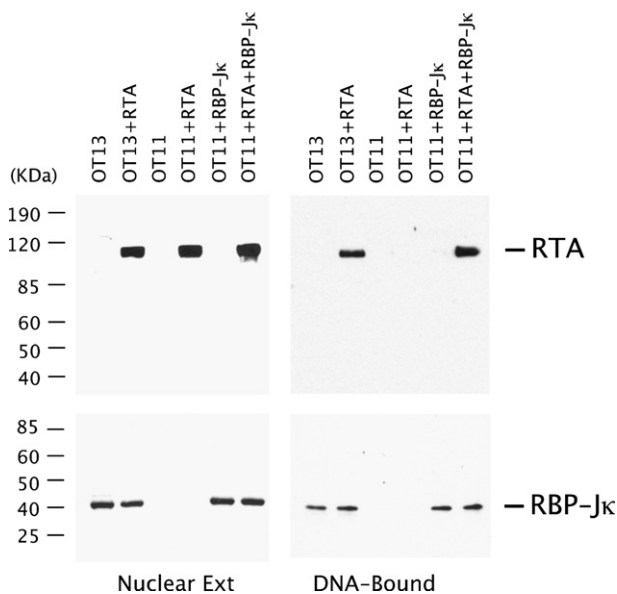 OT13
OT13+RTA
OT11
OT11+RTA
OT11+RBP-Jκ
OT11+RTA+RBP-Jκ
OT13
OT13+RTA
OT11
OT11+RTA
OT11+RBP-Jκ
OT11+RTA+RBP-Jκ
(KDa)
190
120
85
60
50
40
RTA
85
60
50
40
25
RBP-Jκ
Nuclear Ext
DNA-Bound